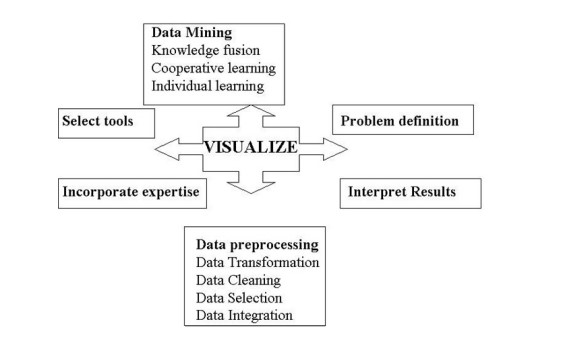 Data Mining
Knowledge fusion
Cooperative learning
Individual learning
Select tools
Problem definition
VISUALIZE
Incorporate expertise
Interpret Results
Data preprocessing
Data Transformation
Data Cleaning
Data Selection
Data Integration